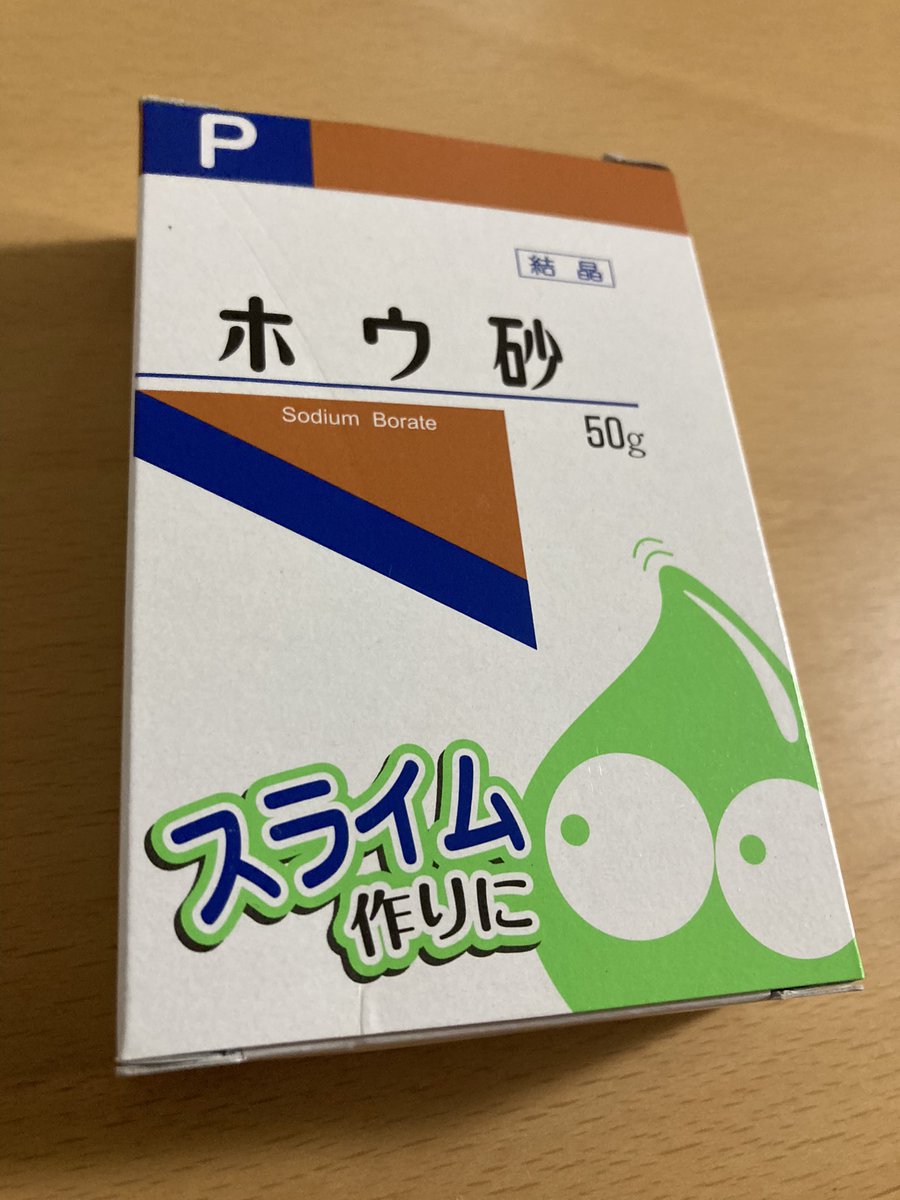 P
結晶
ホウ砂
Sodium Borate
50g
スライム
作りに